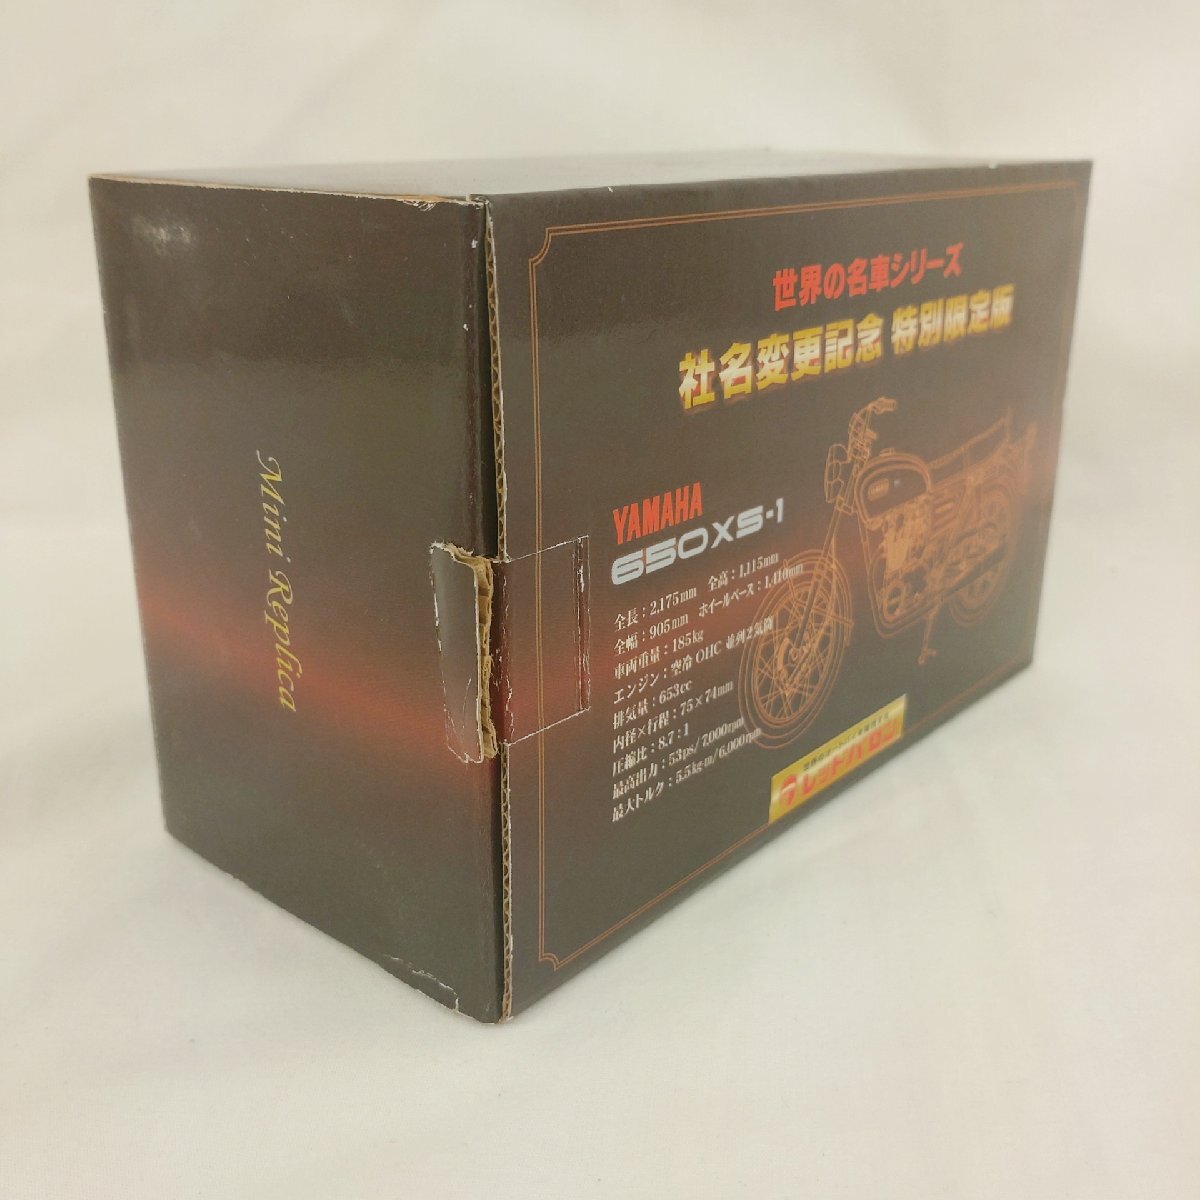 Mini Replica
世界の名車シリーズ
社名変更記念 特別限定版
YAMAHA
650XS-1
全長：2,175mm 全高：1,115mm
全幅：905mm ホイールベース：1,410mm
車両重量：185kg
エンジン：空冷 OHC 並列2気筒
排気量：653cc
内径×行程：75×74mm
圧縮比：8.7：1
最高出力：53ps/7,000rpm
最大トルク：5.5kg-m/6,000rpm
レッドバロン